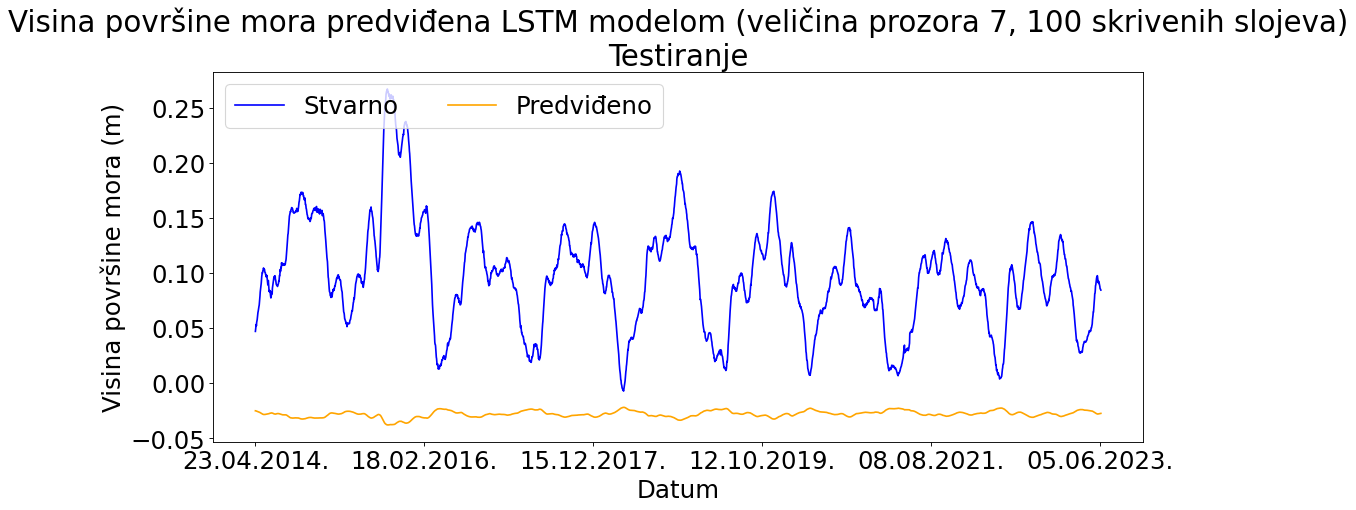 Visina površine mora predviđena LSTM modelom (veličina prozora 7, 100 skrivenih slojeva)
Testiranje
Stvarno
Predviđeno
Visina površine mora (m)
0.25
0.20
0.15
0.10
0.05
0.00
−0.05
23.04.2014.
18.02.2016.
15.12.2017.
12.10.2019.
08.08.2021.
05.06.2023.
Datum